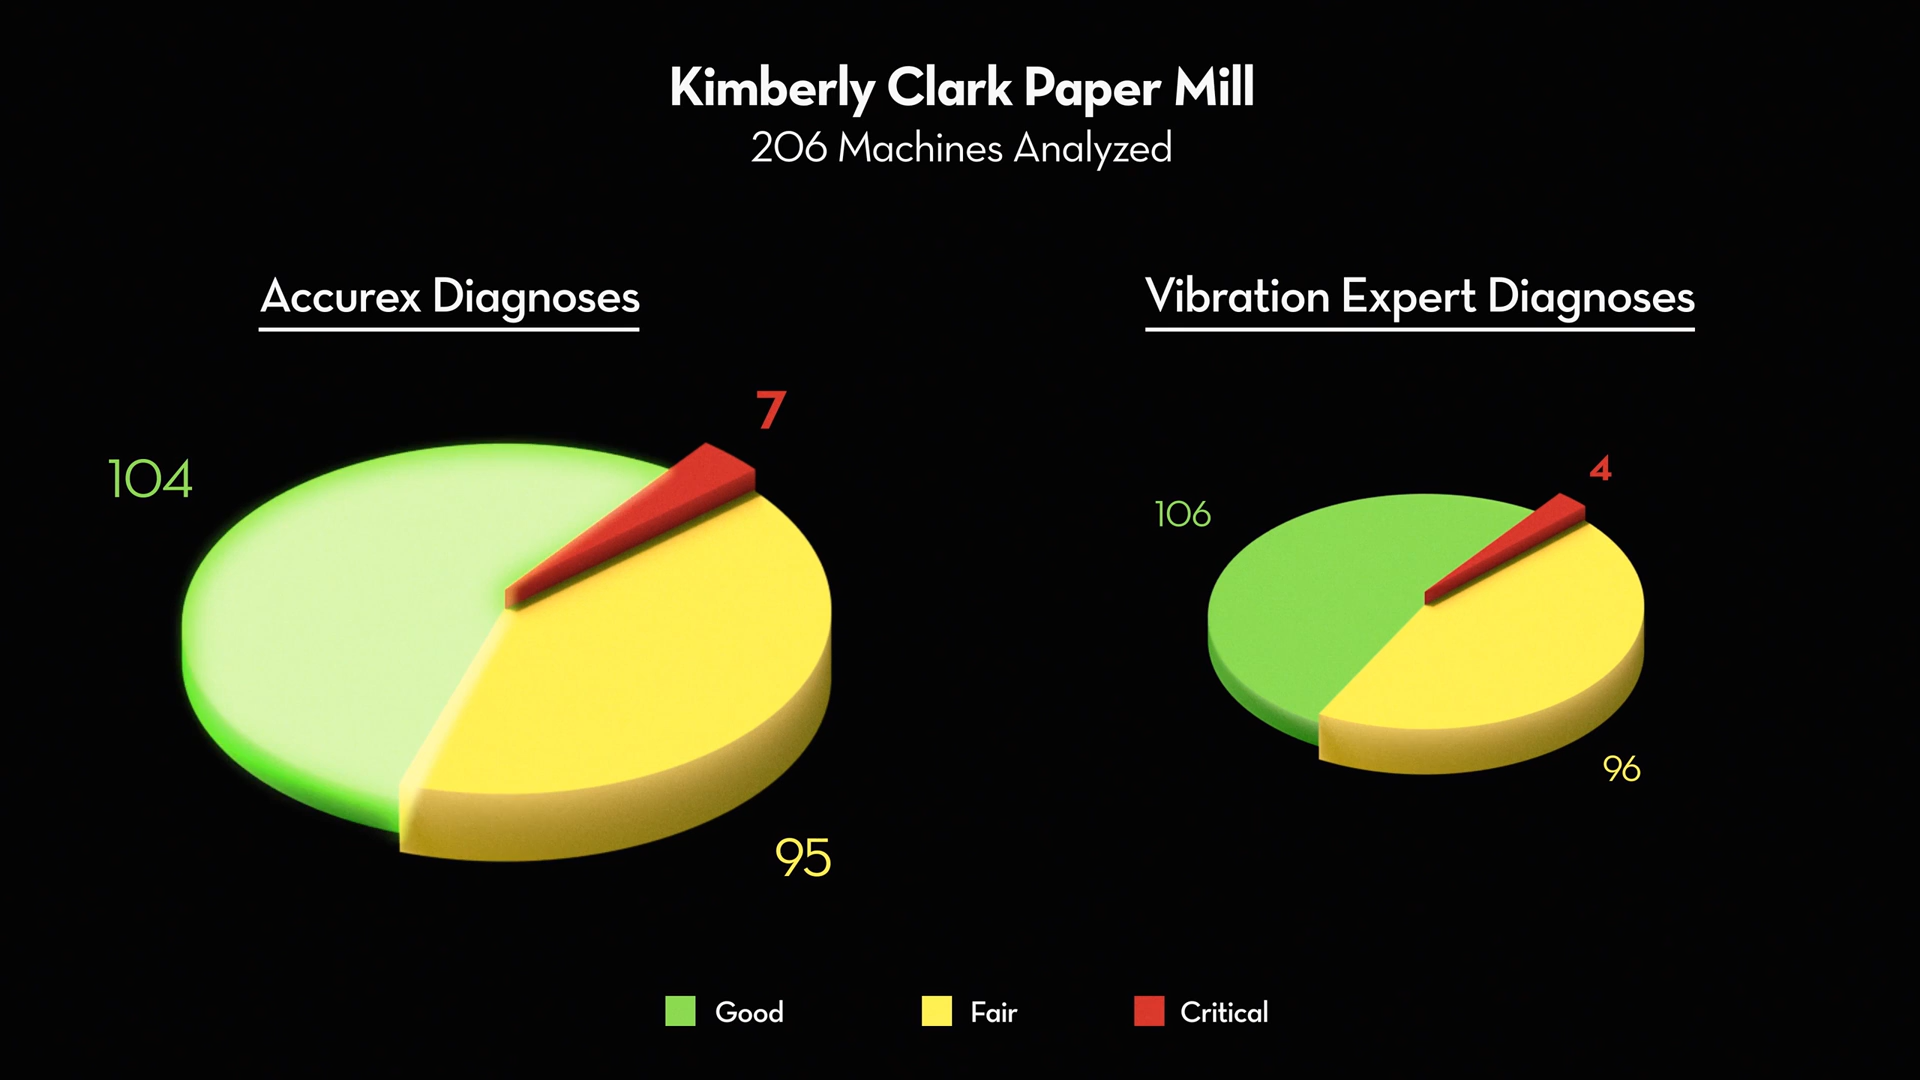 Kimberly Clark Paper Mill
206 Machines Analyzed
Accurex Diagnoses
104
7
95
Vibration Expert Diagnoses
106
4
96
Good
Fair
Critical